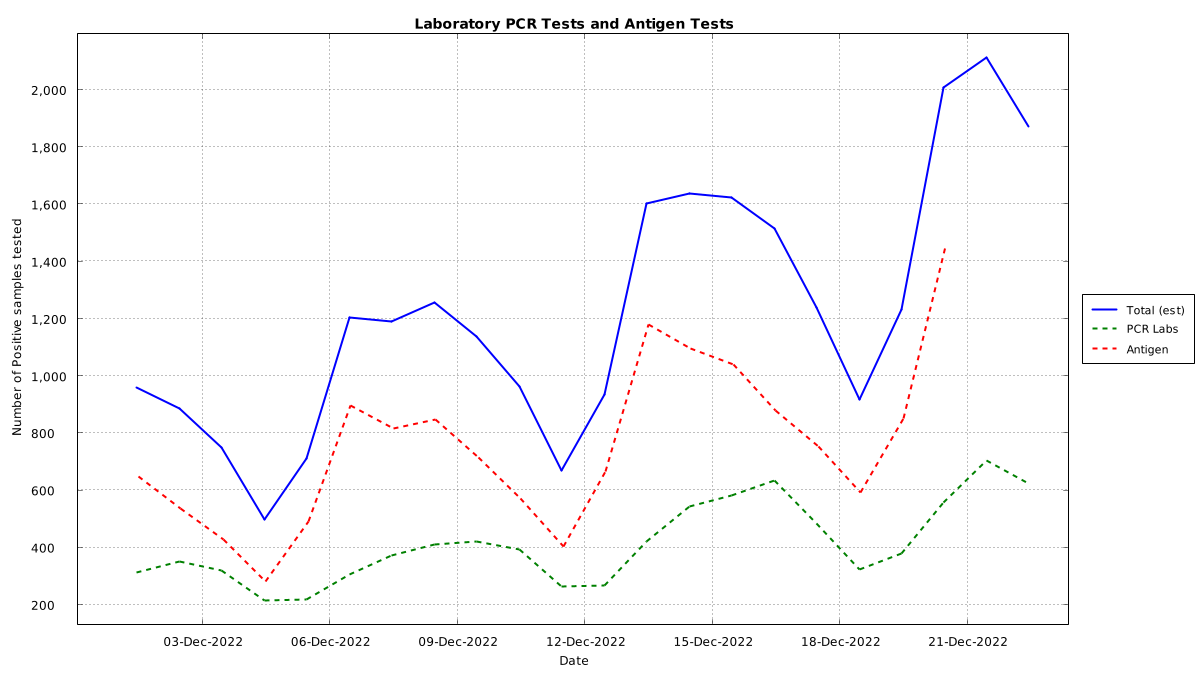 Laboratory PCR Tests and Antigen Tests
Number of Positive samples tested
2,000
1,800
1,600
1,400
1,200
1,000
800
600
400
200
Total (est)
PCR Labs
Antigen
03-Dec-2022 06-Dec-2022 09-Dec-2022 12-Dec-2022 15-Dec-2022 18-Dec-2022 21-Dec-2022
Date